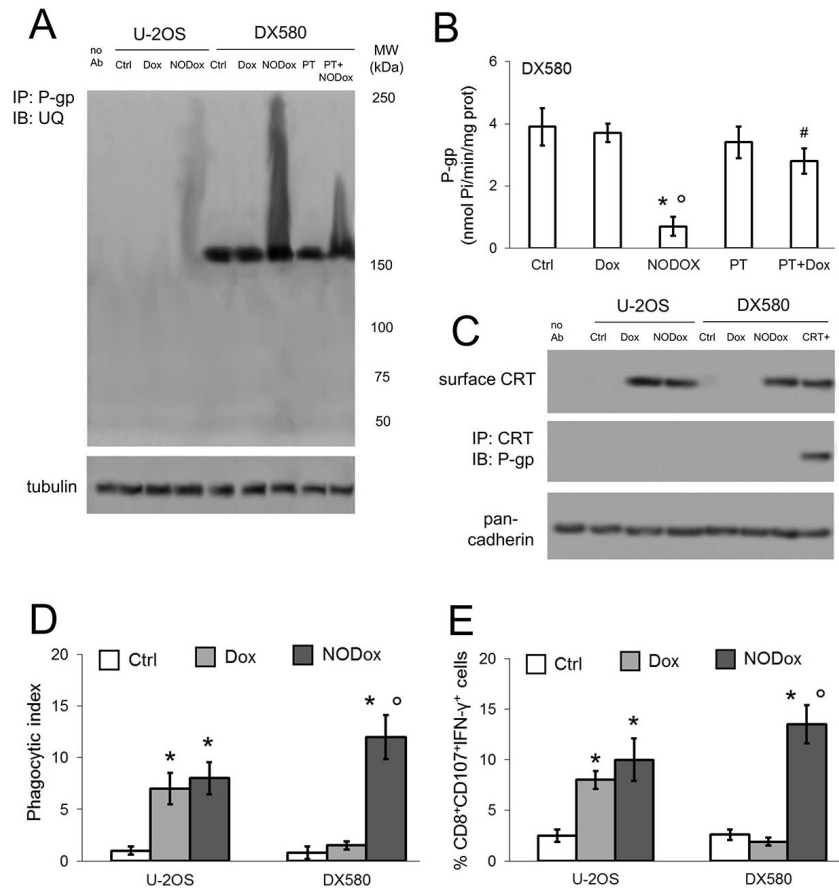 A
U-2OS DX580
no Ab Ctrl Dox NODox Ctrl Dox NODox PT PT+ NODox
MW (kDa)
IP: P-gp
IB: UQ
250
150
100
75
50
tubulin
B
DX580
P-gp
(nmol Pi/min/mg prot)
6
4
2
0
* °
#
Ctrl Dox NODOX PT PT+Dox
C
U-2OS DX580
no Ab Ctrl Dox NODox Ctrl Dox NODox CRT+
surface CRT
IP: CRT
IB: P-gp
pan-
cadherin
D
Ctrl Dox NODox
Phagocytic index
20
15
10
5
0
* * * °
U-2OS DX580
E
Ctrl Dox NODox
% CD8⁺CD107⁺IFN-γ⁺ cells
20
15
10
5
0
* * * °
U-2OS DX580